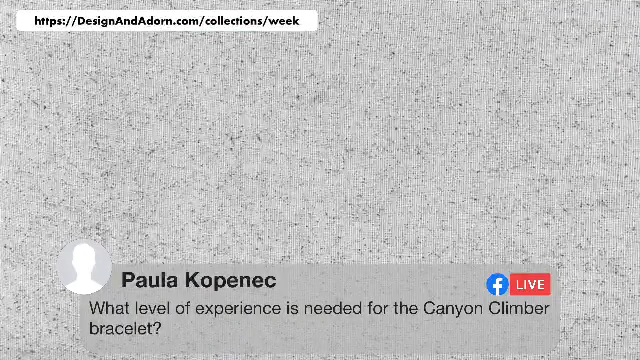 https://DesignAndAdorn.com/collections/week
Paula Kopenec
LIVE
What level of experience is needed for the Canyon Climber
bracelet?